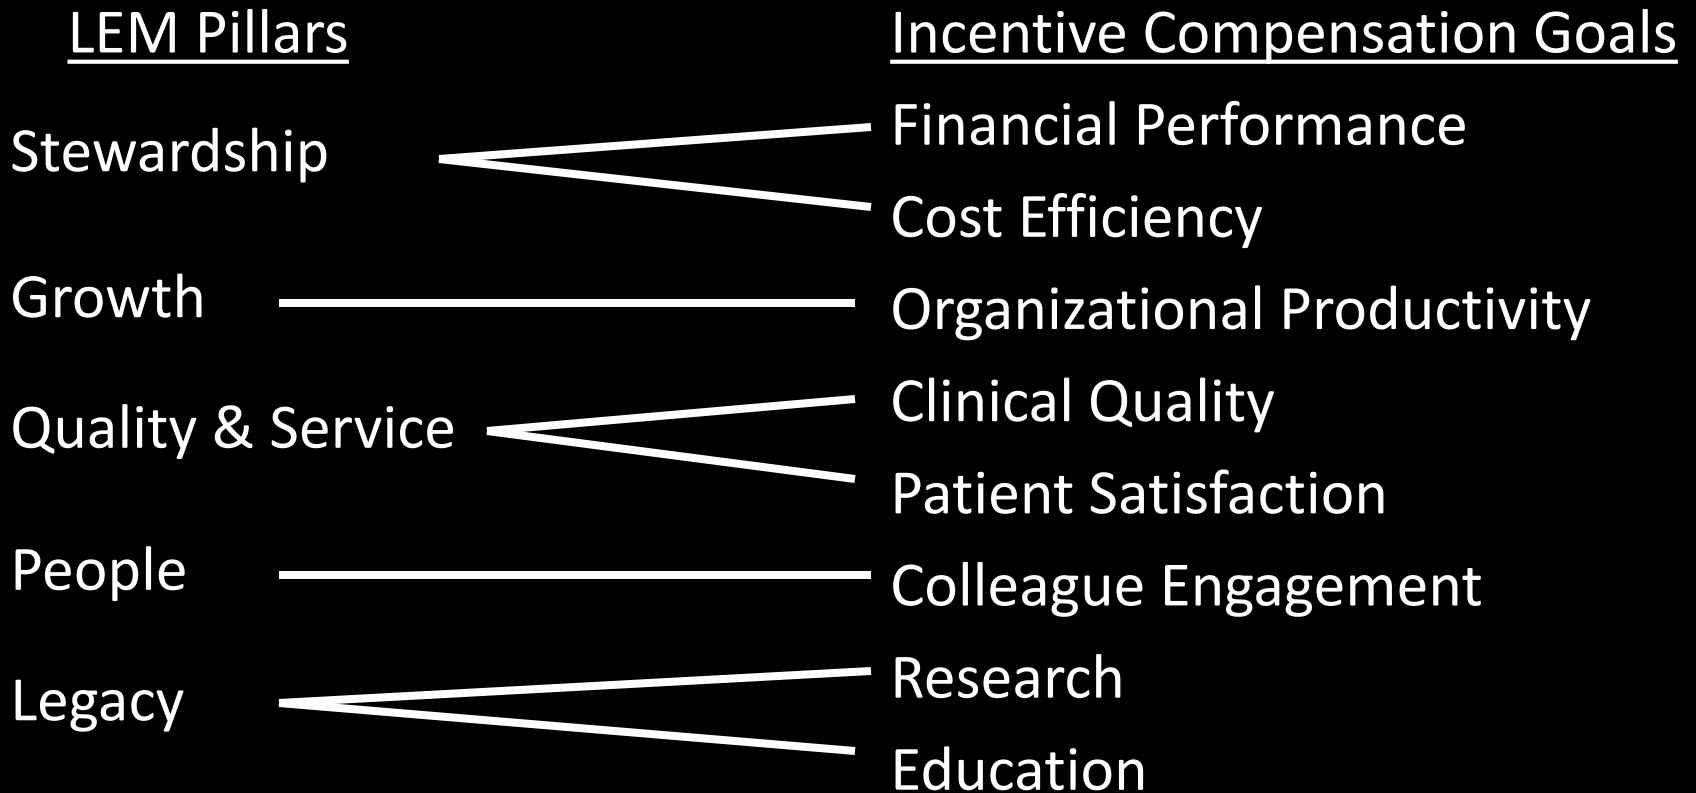 LEM Pillars
Incentive Compensation Goals
Stewardship
Financial Performance
Cost Efficiency
Growth
Organizational Productivity
Quality & Service
Clinical Quality
Patient Satisfaction
People
Colleague Engagement
Legacy
Research
Education